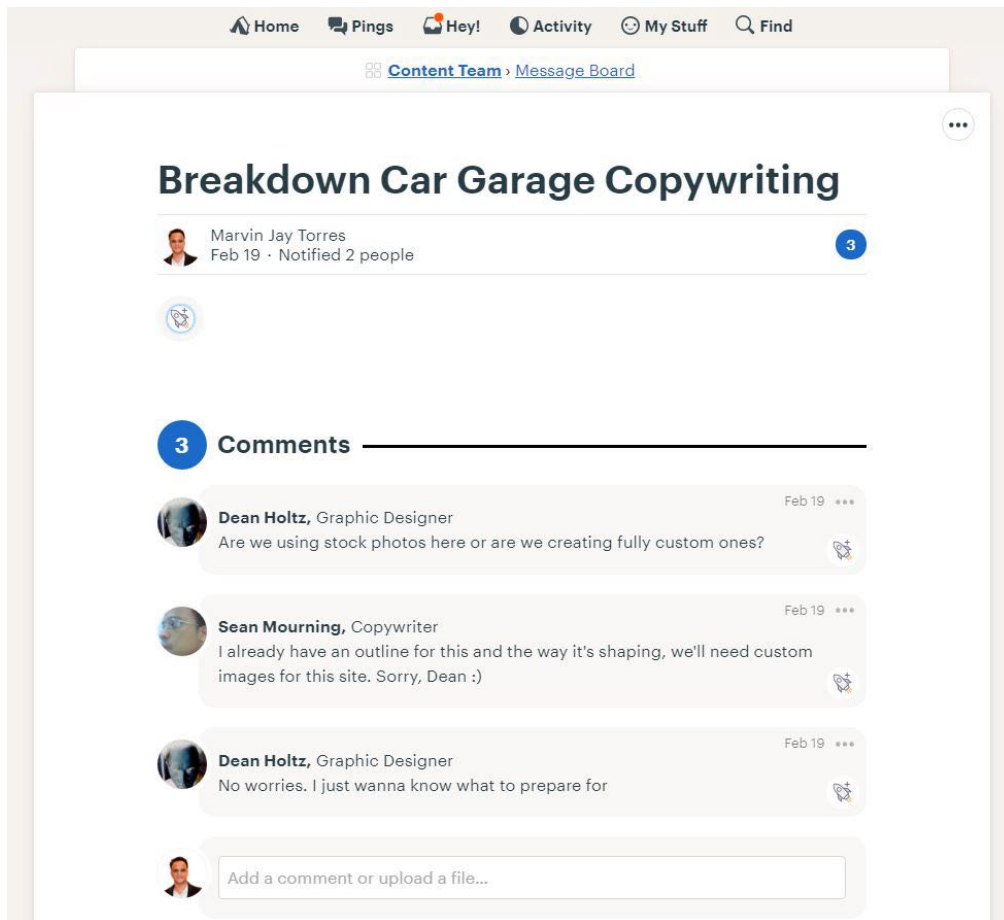 Home Pings Hey! Activity My Stuff Find
Content Team › Message Board
Breakdown Car Garage Copywriting
Marvin Jay Torres
Feb 19 · Notified 2 people
3
3 Comments
Feb 19
Dean Holtz, Graphic Designer
Are we using stock photos here or are we creating fully custom ones?
Feb 19
Sean Mourning, Copywriter
I already have an outline for this and the way it's shaping, we'll need custom
images for this site. Sorry, Dean :)
Feb 19
Dean Holtz, Graphic Designer
No worries. I just wanna know what to prepare for
Add a comment or upload a file...